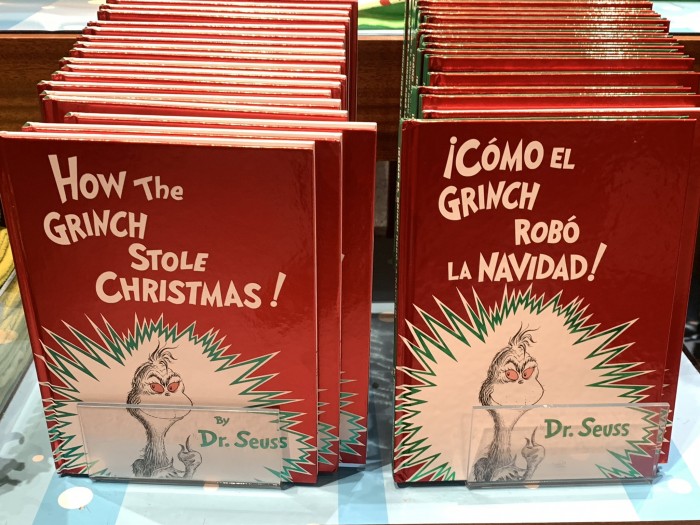 How The
GRINCH
STOLE
CHRISTMAS!
By
Dr. Seuss
¡CÓMO EL
GRINCH
ROBÓ
LA NAVIDAD!
Dr. Seuss